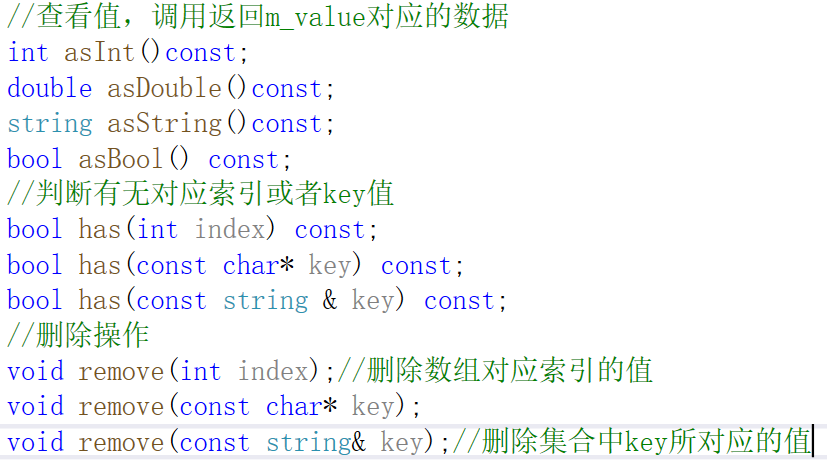 //查看值，调用返回m_value对应的数据
int asInt()const;
double asDouble()const;
string asString()const;
bool asBool() const;
//判断有无对应索引或者key值
bool has(int index) const;
bool has(const char* key) const;
bool has(const string & key) const;
//删除操作
void remove(int index);//删除数组对应索引的值
void remove(const char* key);
void remove(const string& key);//删除集合中key所对应的值